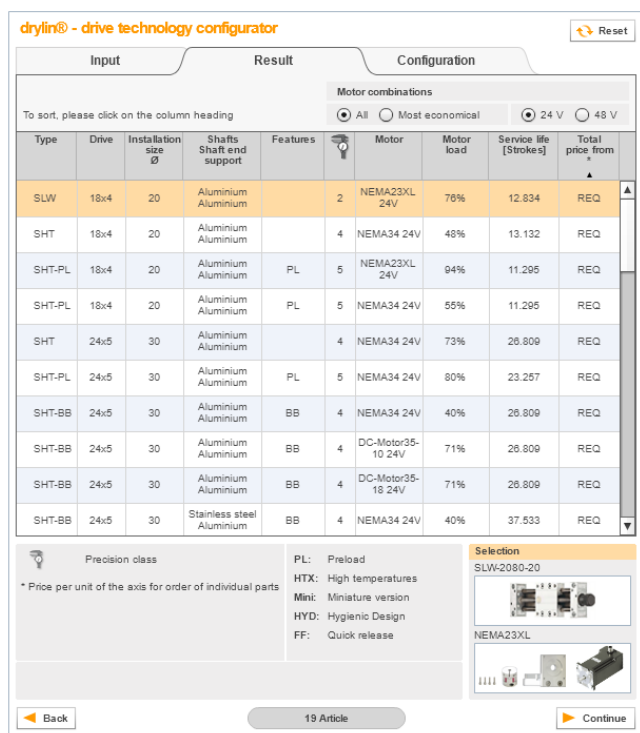 drylin® - drive technology configurator
Reset
Input Result Configuration
Motor combinations
To sort, please click on the column heading All Most economical 24 V 48 V
Type Drive Installation size Ø Shafts Shaft end support Features Motor Motor load Service life [Strokes] Total price from *
SLW 18x4 20 Aluminium Aluminium 2 NEMA23XL 24V 76% 12.834 REQ
SHT 18x4 20 Aluminium Aluminium 4 NEMA34 24V 48% 13.132 REQ
SHT-PL 18x4 20 Aluminium Aluminium PL 5 NEMA23XL 24V 94% 11.295 REQ
SHT-PL 18x4 20 Aluminium Aluminium PL 5 NEMA34 24V 55% 11.295 REQ
SHT 24x5 30 Aluminium Aluminium 4 NEMA34 24V 73% 26.809 REQ
SHT-PL 24x5 30 Aluminium Aluminium PL 5 NEMA34 24V 80% 23.257 REQ
SHT-BB 24x5 30 Aluminium Aluminium BB 4 NEMA34 24V 40% 26.809 REQ
SHT-BB 24x5 30 Aluminium Aluminium BB 4 DC-Motor35-10 24V 71% 26.809 REQ
SHT-BB 24x5 30 Aluminium Aluminium BB 4 DC-Motor35-18 24V 71% 26.809 REQ
SHT-BB 24x5 30 Stainless steel Aluminium BB 4 NEMA34 24V 40% 37.533 REQ
Precision class
* Price per unit of the axis for order of individual parts
PL: Preload
HTX: High temperatures
Mini: Miniature version
HYD: Hygienic Design
FF: Quick release
Selection
SLW-2080-20
NEMA23XL
Back 19 Article Continue